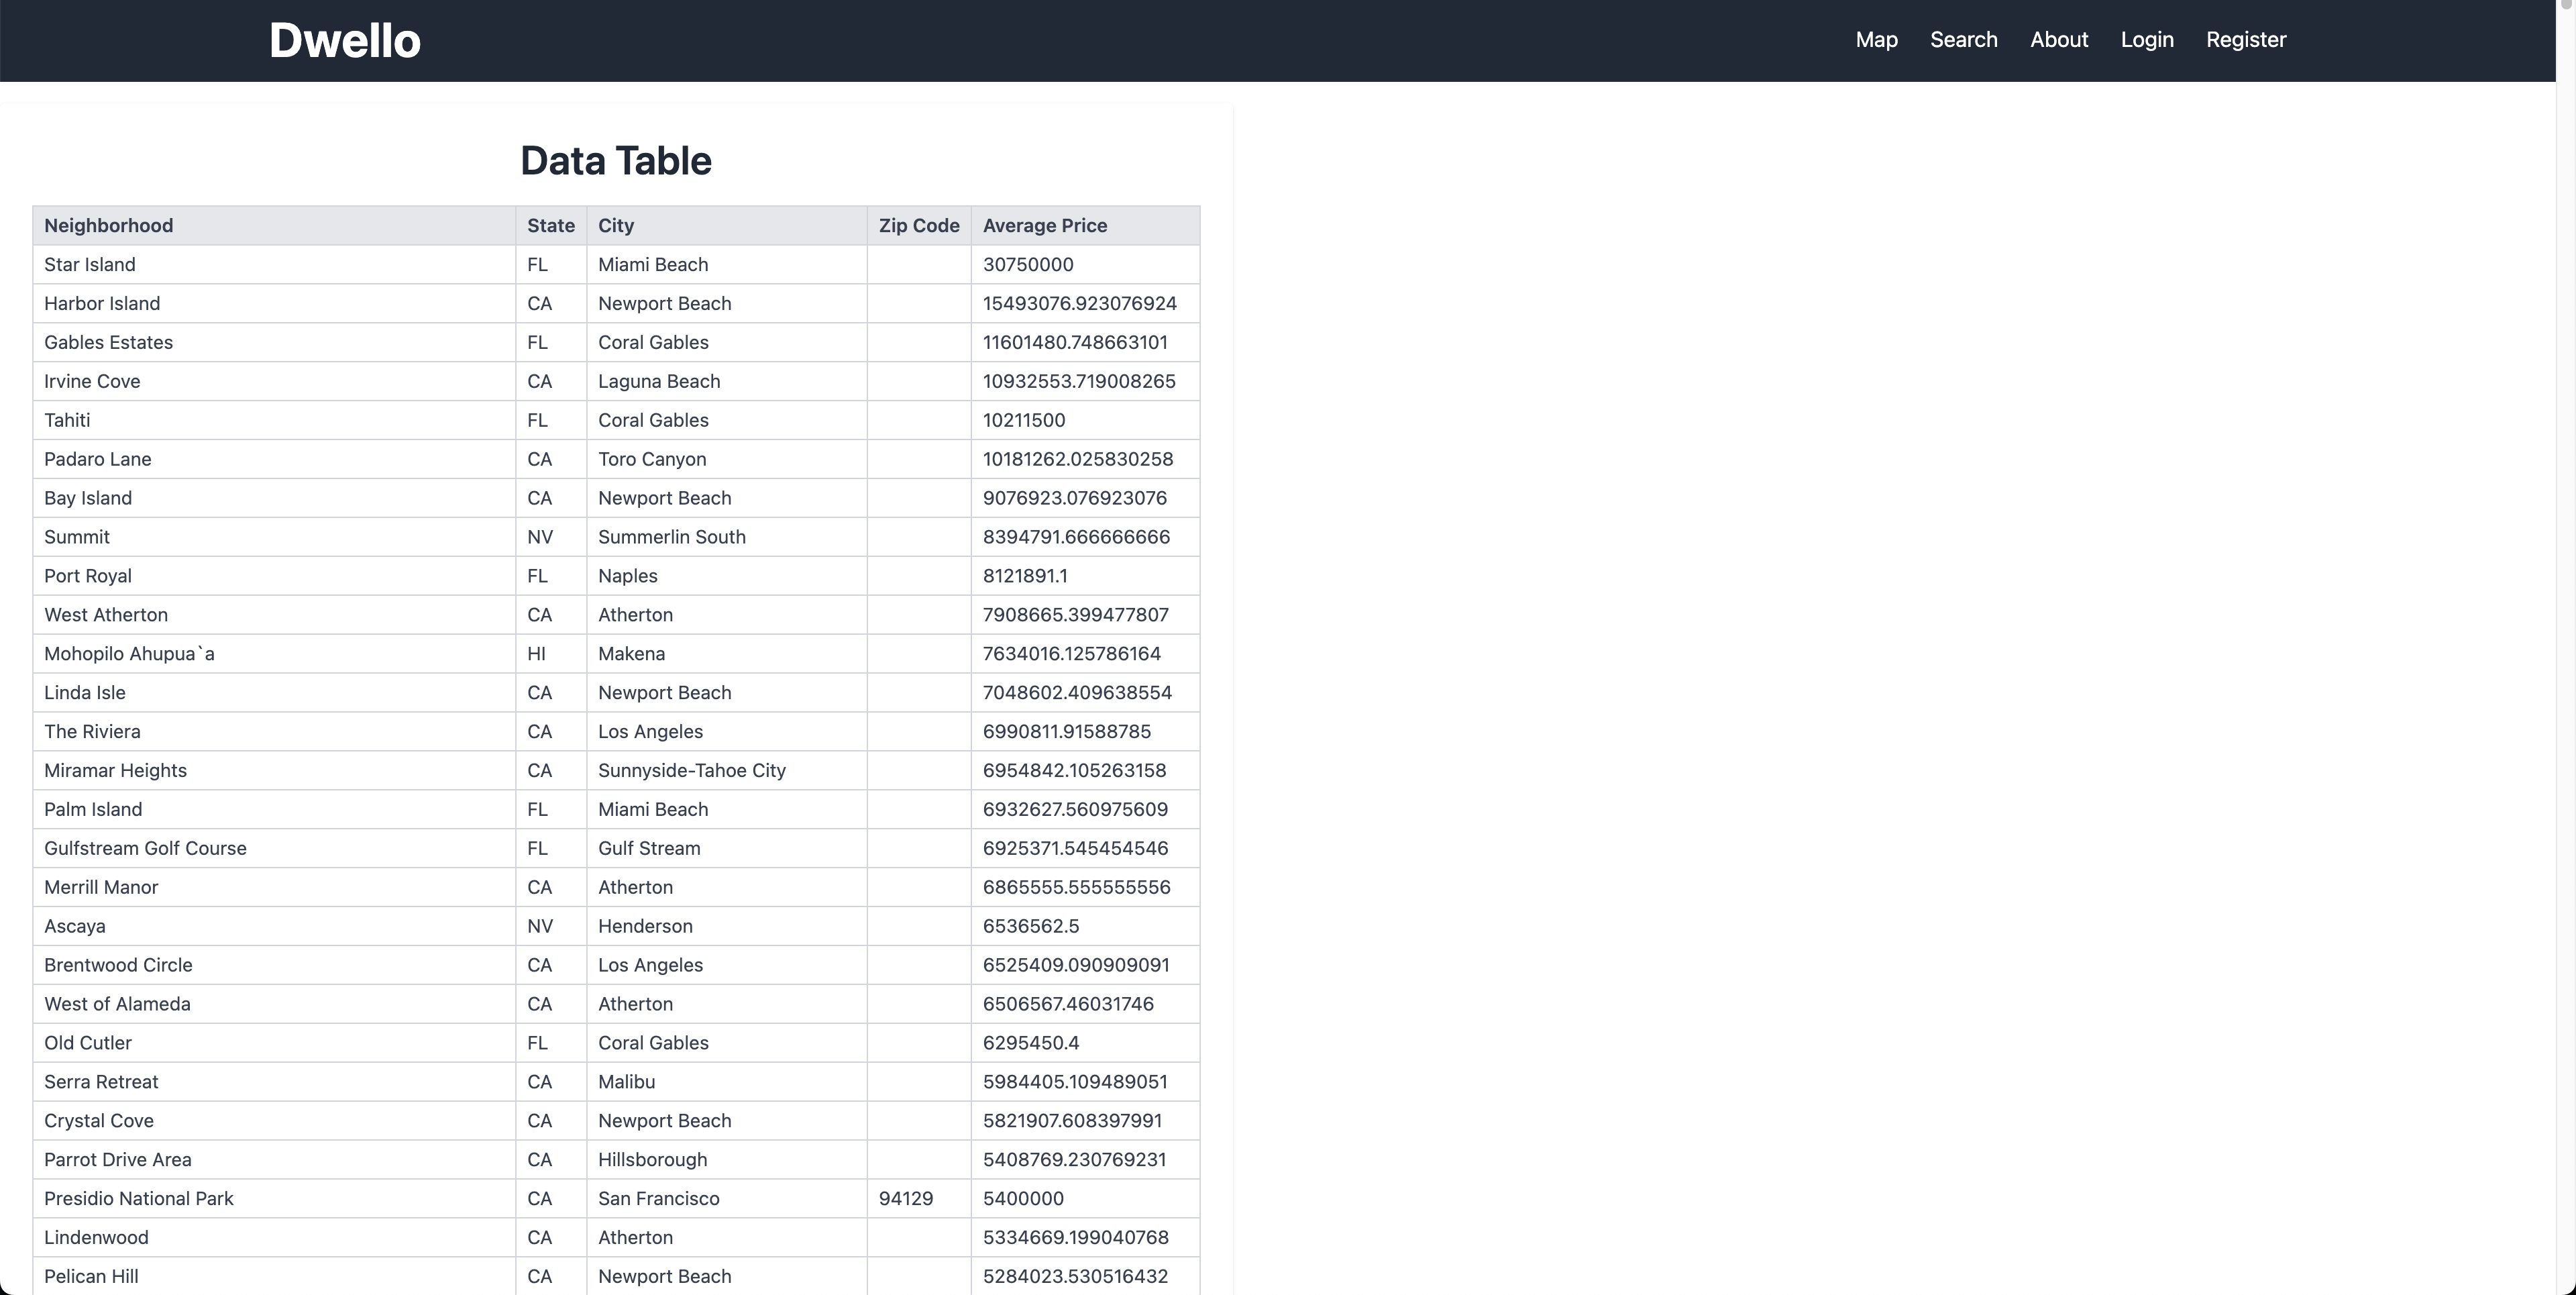 Dwello Map Search About Login Register
Data Table
Neighborhood State City Zip Code Average Price
Star Island FL Miami Beach 30750000
Harbor Island CA Newport Beach 15493076.923076924
Gables Estates FL Coral Gables 11601480.748663101
Irvine Cove CA Laguna Beach 10932553.719008265
Tahiti FL Coral Gables 10211500
Padaro Lane CA Toro Canyon 10181262.025830258
Bay Island CA Newport Beach 9076923.076923076
Summit NV Summerlin South 8394791.666666666
Port Royal FL Naples 8121891.1
West Atherton CA Atherton 7908665.399477807
Mohopilo Ahupua`a HI Makena 7634016.125786164
Linda Isle CA Newport Beach 7048602.409638554
The Riviera CA Los Angeles 6990811.91588785
Miramar Heights CA Sunnyside-Tahoe City 6954842.105263158
Palm Island FL Miami Beach 6932627.560975609
Gulfstream Golf Course FL Gulf Stream 6925371.545454546
Merrill Manor CA Atherton 6865555.555555556
Ascaya NV Henderson 6536562.5
Brentwood Circle CA Los Angeles 6525409.090909091
West of Alameda CA Atherton 6506567.46031746
Old Cutler FL Coral Gables 6295450.4
Serra Retreat CA Malibu 5984405.109489051
Crystal Cove CA Newport Beach 5821907.608397991
Parrot Drive Area CA Hillsborough 5408769.230769231
Presidio National Park CA San Francisco 94129 5400000
Lindenwood CA Atherton 5334669.199040768
Pelican Hill CA Newport Beach 5284023.530516432